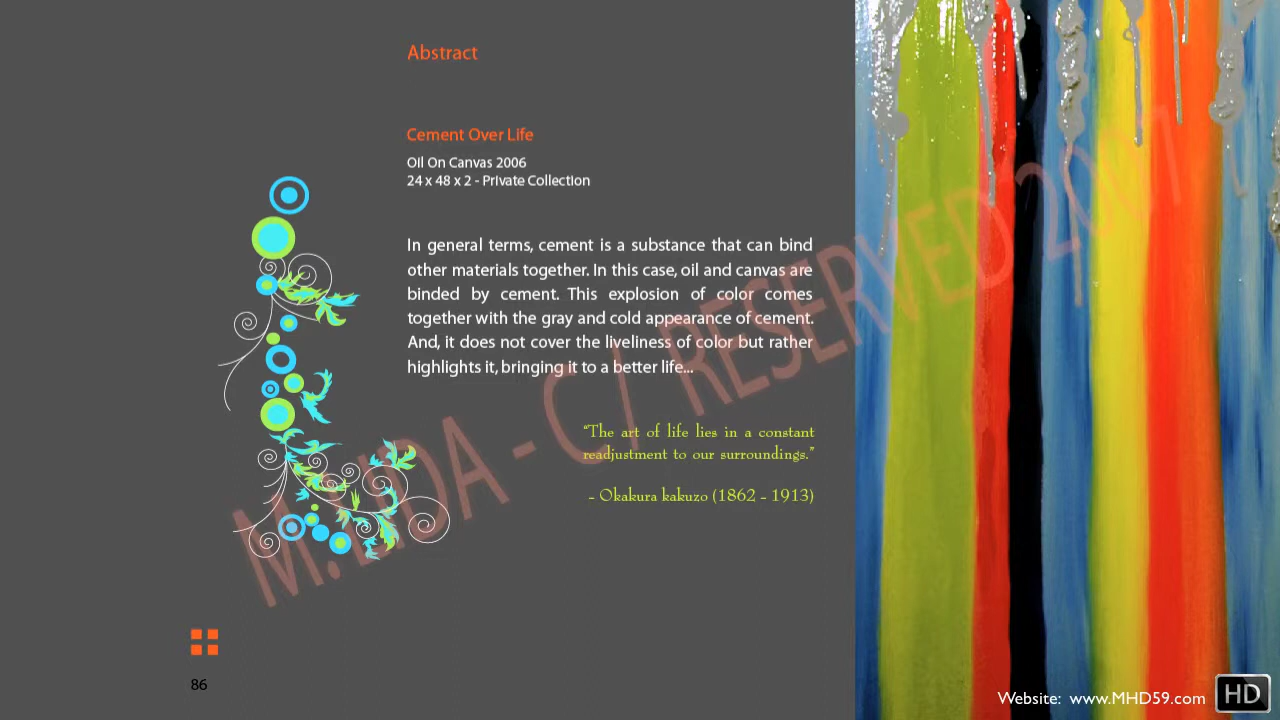 Abstract
Cement Over Life
Oil On Canvas 2006
24 x 48 x 2 - Private Collection
In general terms, cement is a substance that can bind
other materials together. In this case, oil and canvas are
binded by cement. This explosion of color comes
together with the gray and cold appearance of cement.
And, it does not cover the liveliness of color but rather
highlights it, bringing it to a better life...
“The art of life lies in a constant
readjustment to our surroundings.”
- Okakura kakuzo (1862 - 1913)
M. - C / RESERVED 2007
86
Website: www.MHD59.com
HD